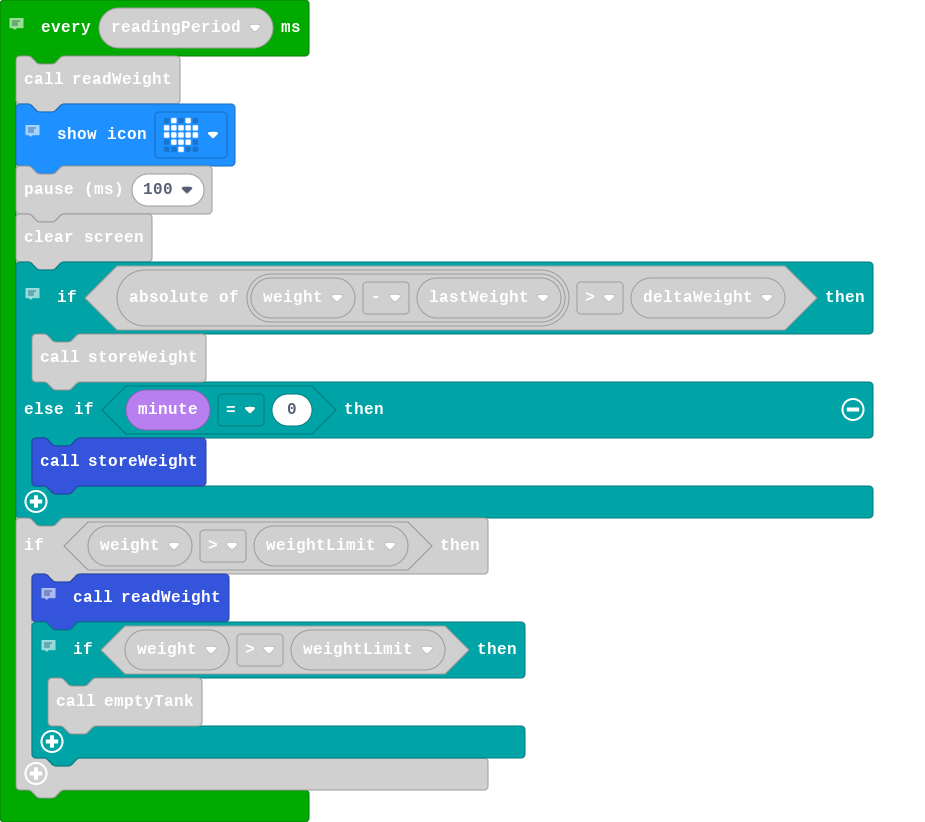 every readingPeriod ms
call readWeight
show icon
pause (ms) 100
clear screen
if absolute of weight - lastWeight > deltaWeight then
call storeWeight
else if minute = 0 then
call storeWeight
if weight > weightLimit then
call readWeight
if weight > weightLimit then
call emptyTank